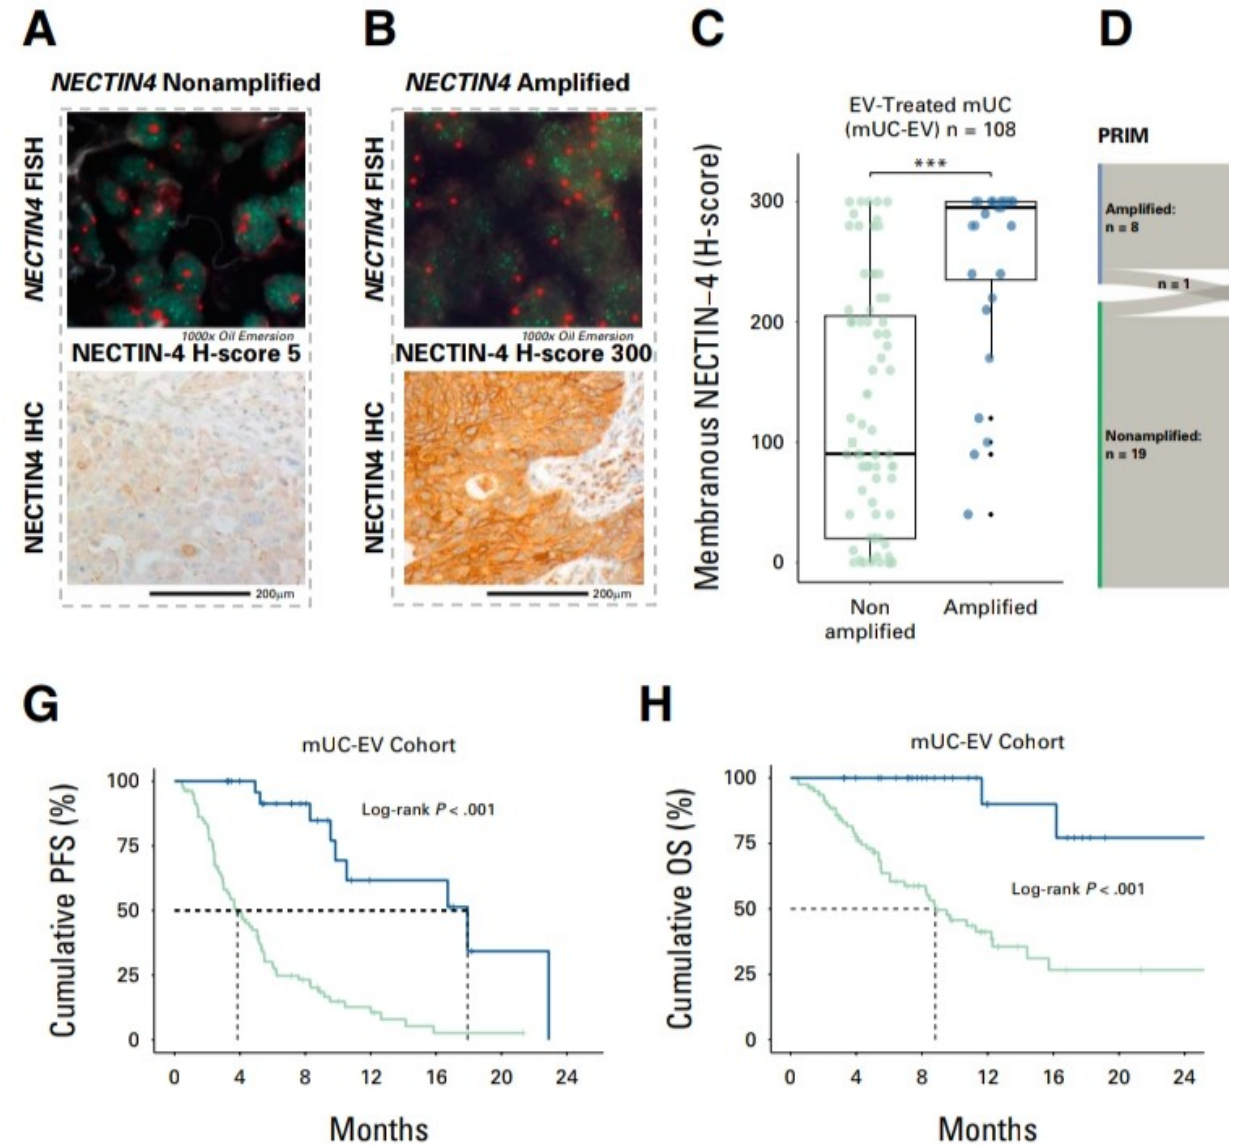 A
NECTIN4 Nonamplified
NECTIN4 FISH
1000x Oil Emersion
NECTIN-4 H-score 5
NECTIN4 IHC
200μm
B
NECTIN4 Amplified
NECTIN4 FISH
1000x Oil Emersion
NECTIN-4 H-score 300
NECTIN4 IHC
200μm
C
EV-Treated mUC
(mUC-EV) n = 108
***
Membranous NECTIN–4 (H-score)
300
200
100
0
Non
amplified
Amplified
D
PRIM
Amplified:
n = 8
n = 1
Nonamplified:
n = 19
G
mUC-EV Cohort
Log-rank P < .001
Cumulative PFS (%)
100
75
50
25
0
0 4 8 12 16 20 24
Months
H
mUC-EV Cohort
Log-rank P < .001
Cumulative OS (%)
100
75
50
25
0
0 4 8 12 16 20 24
Months